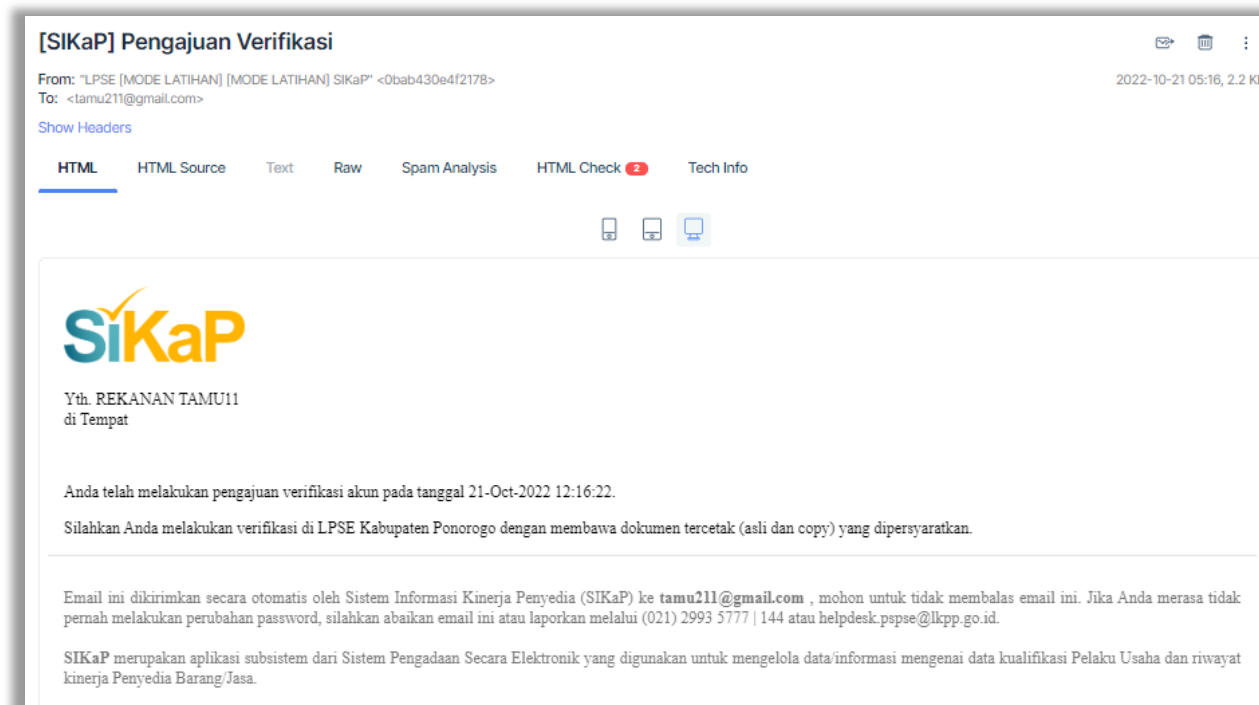 [SIKaP] Pengajuan Verifikasi
From: "LPSE [MODE LATIHAN] [MODE LATIHAN] SIKaP" <0bab430e4f2178>
2022-10-21 05:16, 2.2 K
To: <tamu211@gmail.com>
Show Headers
HTML HTML Source Text Raw Spam Analysis HTML Check 2 Tech Info
SiKaP
Yth. REKANAN TAMU11
di Tempat
Anda telah melakukan pengajuan verifikasi akun pada tanggal 21-Oct-2022 12:16:22.
Silahkan Anda melakukan verifikasi di LPSE Kabupaten Ponorogo dengan membawa dokumen tercetak (asli dan copy) yang dipersyaratkan.
Email ini dikirimkan secara otomatis oleh Sistem Informasi Kinerja Penyedia (SIKaP) ke tamu211@gmail.com , mohon untuk tidak membalas email ini. Jika Anda merasa tidak
pernah melakukan perubahan password, silahkan abaikan email ini atau laporkan melalui (021) 2993 5777 | 144 atau helpdesk.pspse@lkpp.go.id.
SIKaP merupakan aplikasi subsistem dari Sistem Pengadaan Secara Elektronik yang digunakan untuk mengelola data/informasi mengenai data kualifikasi Pelaku Usaha dan riwayat
kinerja Penyedia Barang/Jasa.